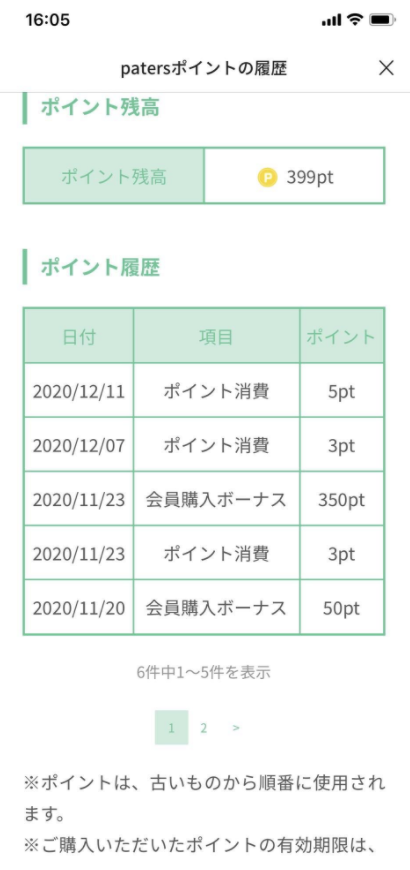 16:05
patersポイントの履歴
ポイント残高
ポイント残高 P 399pt
ポイント履歴
日付 項目 ポイント
2020/12/11 ポイント消費 5pt
2020/12/07 ポイント消費 3pt
2020/11/23 会員購入ボーナス 350pt
2020/11/23 ポイント消費 3pt
2020/11/20 会員購入ボーナス 50pt
6件中1〜5件を表示
1 2 >
※ポイントは、古いものから順番に使用され
ます。
※ご購入いただいたポイントの有効期限は、